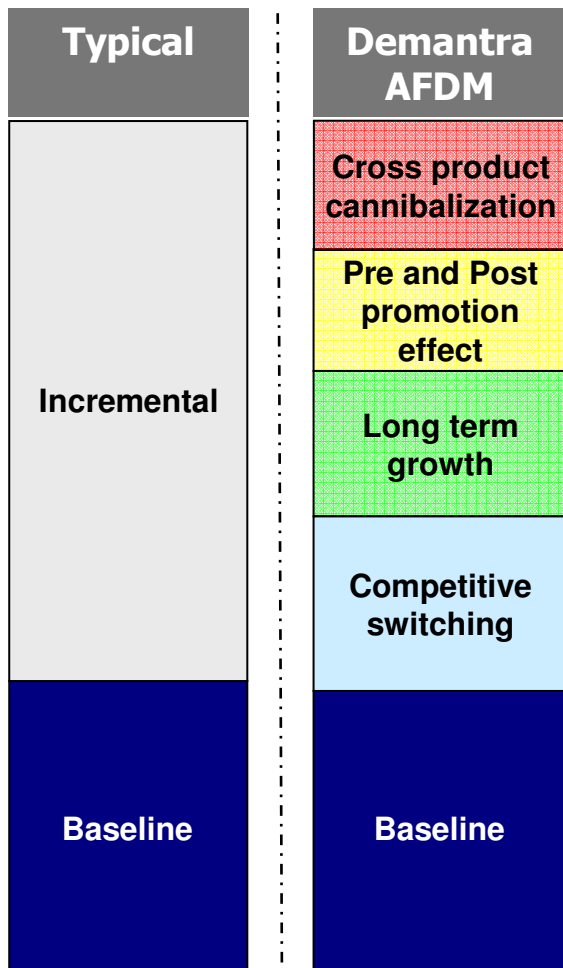 Typical
Incremental
Baseline
Demantra
AFDM
Cross product
cannibalization
Pre and Post
promotion
effect
Long term
growth
Competitive
switching
Baseline